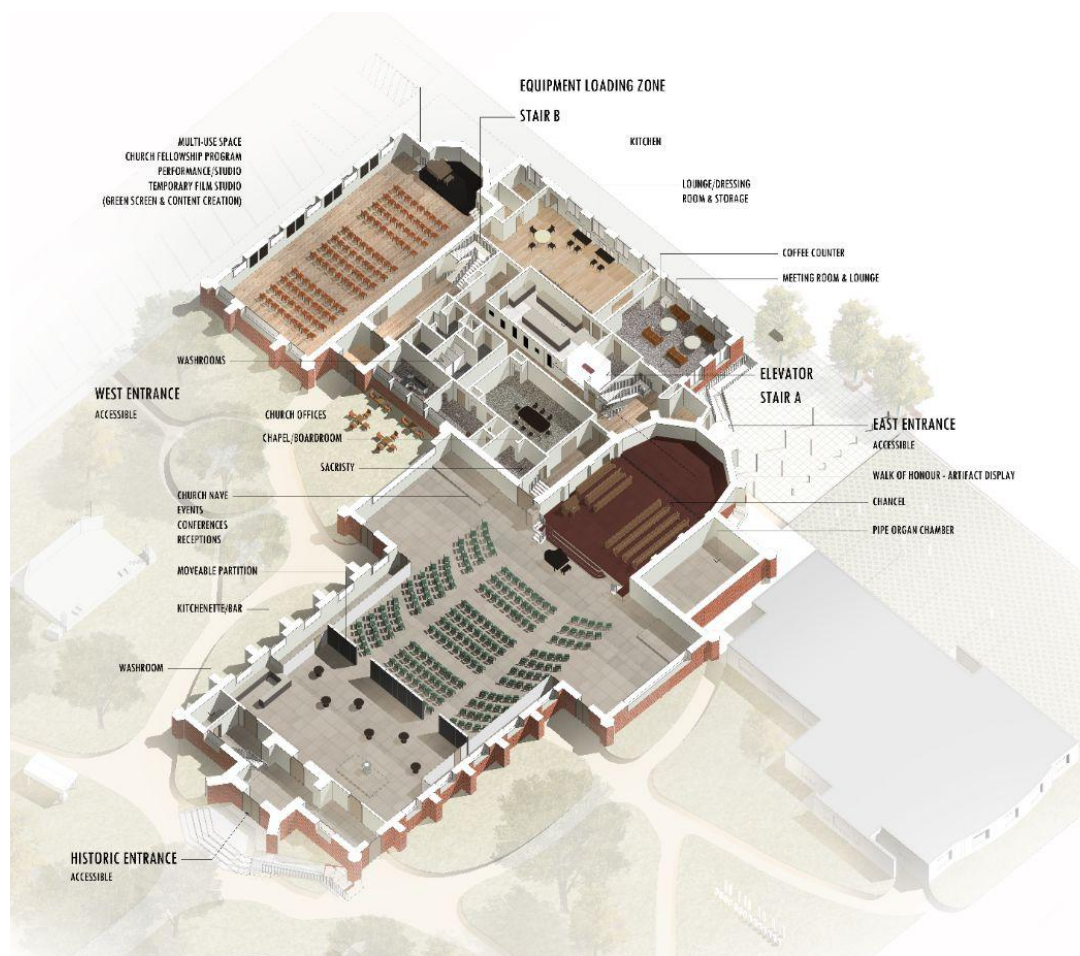 EQUIPMENT LOADING ZONE
STAIR B
KITCHEN
MULTI-USE SPACE
CHURCH FELLOWSHIP PROGRAM
PERFORMANCE/STUDIO
TEMPORARY FILM STUDIO
(GREEN SCREEN & CONTENT CREATION)
LOUNGE/DRESSING
ROOM & STORAGE
COFFEE COUNTER
MEETING ROOM & LOUNGE
WASHROOMS
ELEVATOR
WEST ENTRANCE
ACCESSIBLE
STAIR A
CHURCH OFFICES
EAST ENTRANCE
ACCESSIBLE
CHAPEL/BOARDROOM
SACRISTY
WALK OF HONOUR - ARTIFACT DISPLAY
CHURCH NAVE
EVENTS
CONFERENCES
RECEPTIONS
CHANCEL
PIPE ORGAN CHAMBER
MOVEABLE PARTITION
KITCHENETTE/BAR
WASHROOM
HISTORIC ENTRANCE
ACCESSIBLE